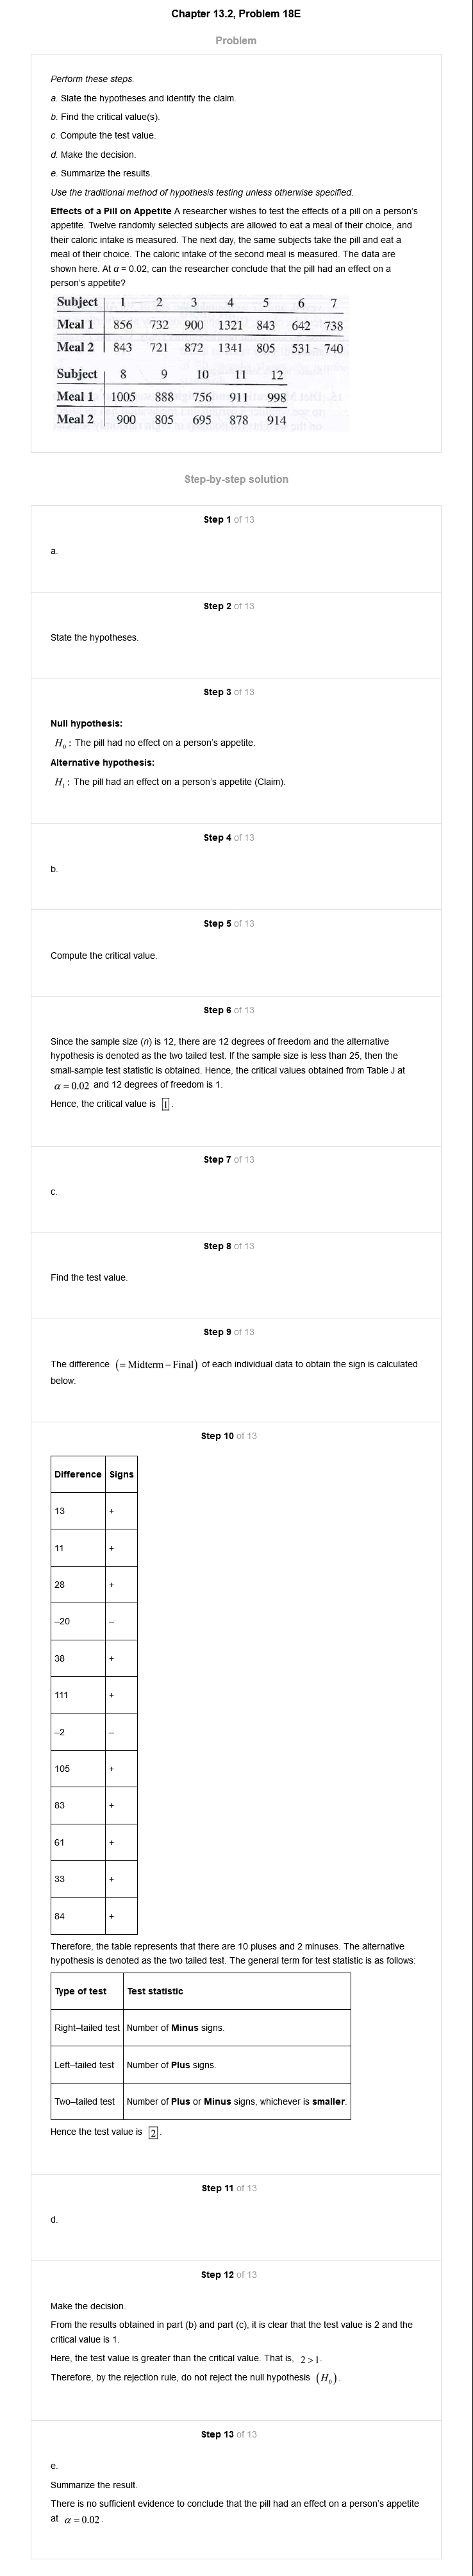 Chapter 13.2, Problem 18E
Problem
Perform these steps.
a. Slate the hypotheses and identify the claim.
b. Find the critical value(s).
c. Compute the test value.
d. Make the decision.
e. Summarize the results.
Use the traditional method of hypothesis testing unless otherwise specified.
Effects of a Pill on Appetite A researcher wishes to test the effects of a pill on a person's
appetite. Twelve randomly selected subjects are allowed to eat a meal of their choice, and
their caloric intake is measured. The next day, the same subjects take the pill and eat a
meal of their choice. The caloric intake of the second meal is measured. The data are
shown here. At α = 0.02, can the researcher conclude that the pill had an effect on a
person's appetite?
Subject 1 2 3 4 5 6 7
Meal 1 856 732 900 1321 843 642 738
Meal 2 843 721 872 1341 805 531 740
Subject 8 9 10 11 12
Meal 1 1005 888 756 911 998
Meal 2 900 805 695 878 914
Step-by-step solution
Step 1 of 13
a.
Step 2 of 13
State the hypotheses.
Step 3 of 13
Null hypothesis:
H₀ : The pill had no effect on a person's appetite.
Alternative hypothesis:
H₁ : The pill had an effect on a person's appetite (Claim).
Step 4 of 13
b.
Step 5 of 13
Compute the critical value.
Step 6 of 13
Since the sample size (n) is 12, there are 12 degrees of freedom and the alternative
hypothesis is denoted as the two tailed test. If the sample size is less than 25, then the
small-sample test statistic is obtained. Hence, the critical values obtained from Table J at
α = 0.02 and 12 degrees of freedom is 1.
Hence, the critical value is 1.
Step 7 of 13
c.
Step 8 of 13
Find the test value.
Step 9 of 13
The difference (= Midterm – Final) of each individual data to obtain the sign is calculated
below:
Step 10 of 13
Difference Signs
13 +
11 +
28 +
–20 –
38 +
111 +
–2 –
105 +
83 +
61 +
33 +
84 +
Therefore, the table represents that there are 10 pluses and 2 minuses. The alternative
hypothesis is denoted as the two tailed test. The general term for test statistic is as follows:
Type of test Test statistic
Right–tailed test Number of Minus signs.
Left–tailed test Number of Plus signs.
Two–tailed test Number of Plus or Minus signs, whichever is smaller.
Hence the test value is 2.
Step 11 of 13
d.
Step 12 of 13
Make the decision.
From the results obtained in part (b) and part (c), it is clear that the test value is 2 and the
critical value is 1.
Here, the test value is greater than the critical value. That is, 2 > 1.
Therefore, by the rejection rule, do not reject the null hypothesis (H₀).
Step 13 of 13
e.
Summarize the result.
There is no sufficient evidence to conclude that the pill had an effect on a person's appetite
at α = 0.02.